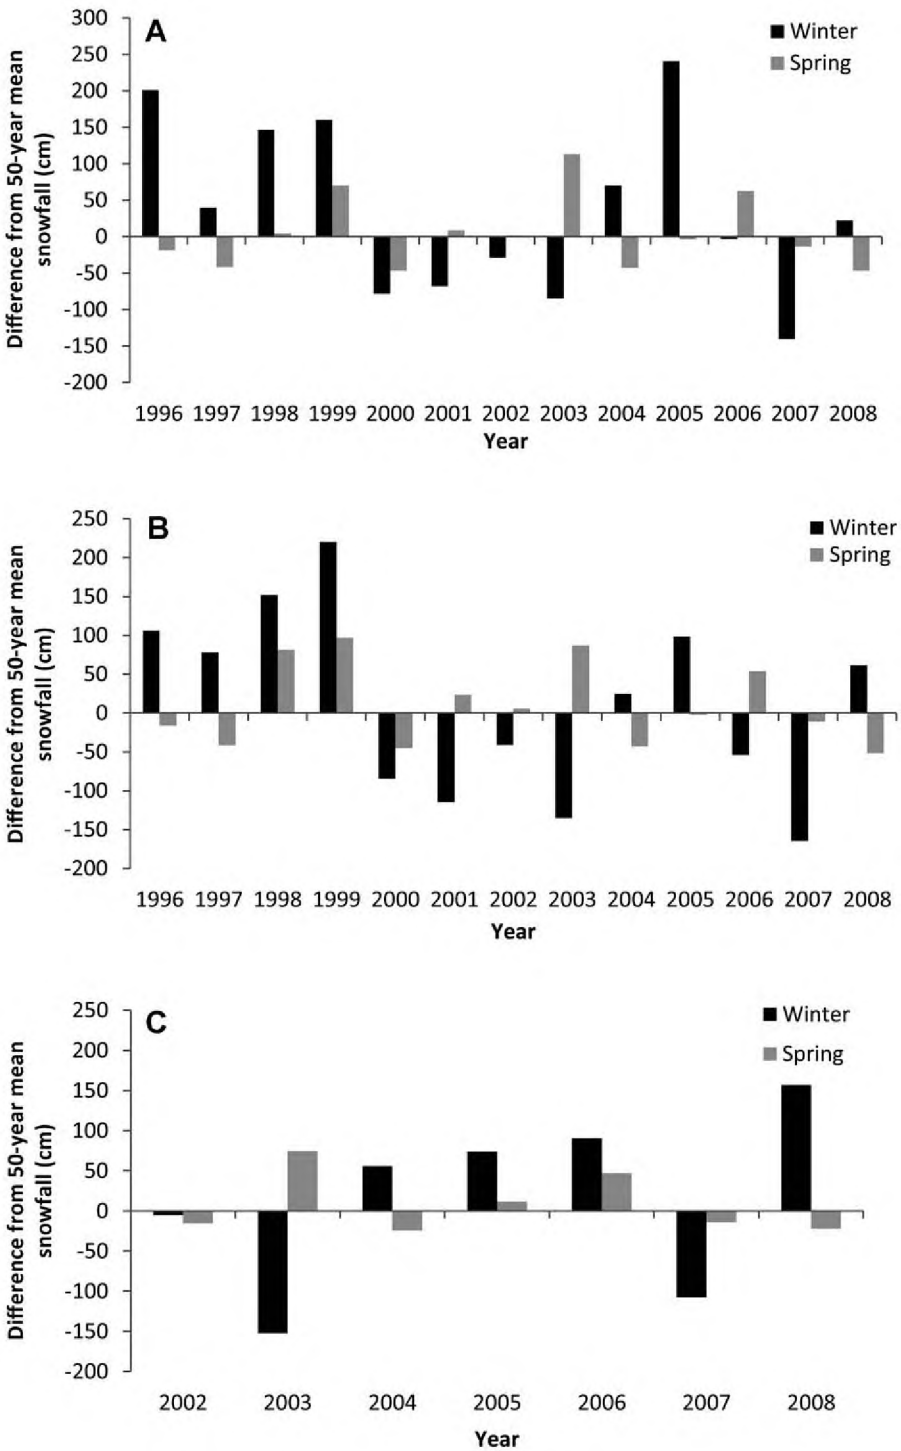 A
Winter
Spring
Difference from 50-year mean
snowfall (cm)
300
250
200
150
100
50
0
-50
-100
-150
-200
1996 1997 1998 1999 2000 2001 2002 2003 2004 2005 2006 2007 2008
Year
B
Winter
Spring
Difference from 50-year mean
snowfall (cm)
250
200
150
100
50
0
-50
-100
-150
-200
1996 1997 1998 1999 2000 2001 2002 2003 2004 2005 2006 2007 2008
Year
C
Winter
Spring
Difference from 50-year mean
snowfall (cm)
250
200
150
100
50
0
-50
-100
-150
-200
2002 2003 2004 2005 2006 2007 2008
Year